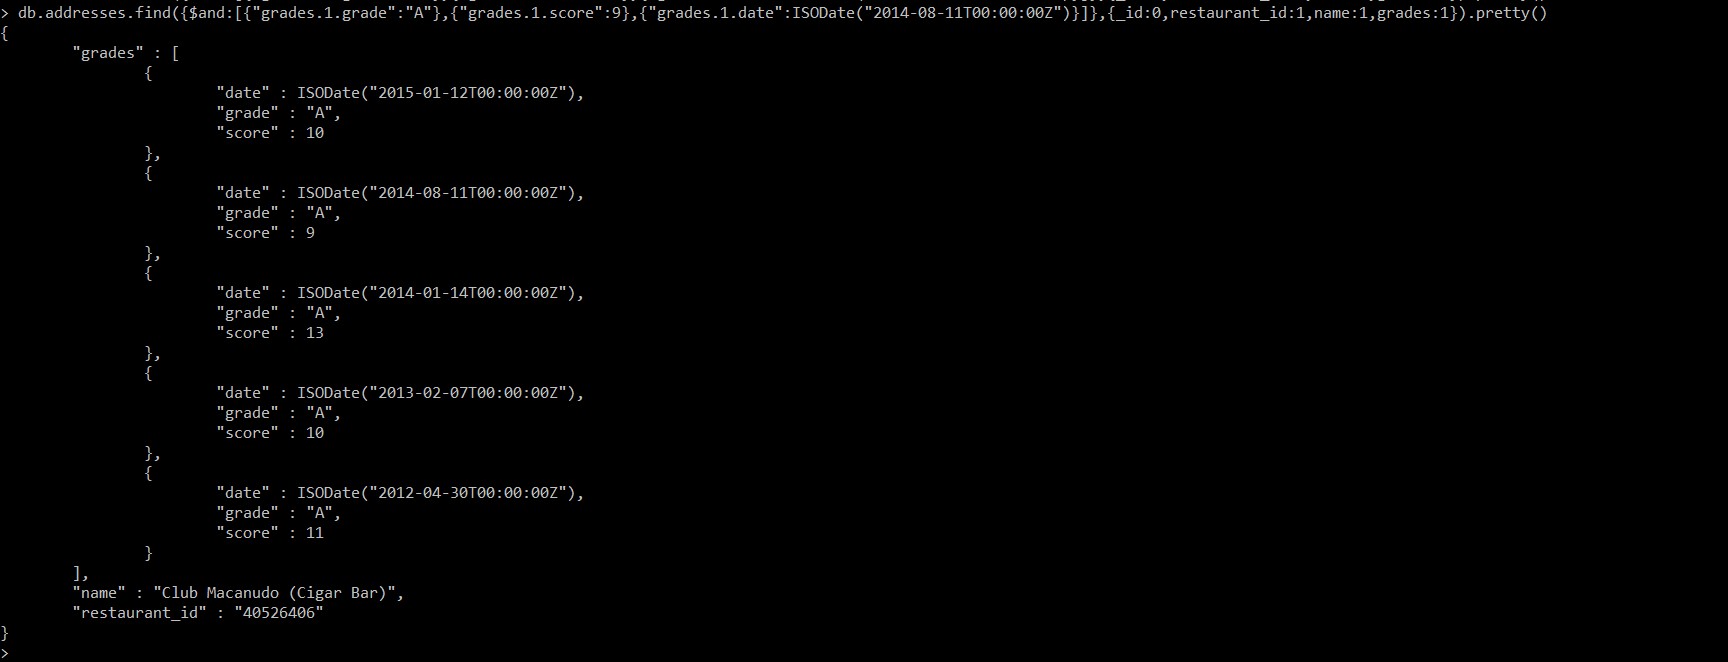 > db.addresses.find({$and:[{"grades.1.grade":"A"},{"grades.1.score":9},{"grades.1.date":ISODate("2014-08-11T00:00:00Z")}]},{_id:0,restaurant_id:1,name:1,grades:1}).pretty()
{
"grades" : [
{
"date" : ISODate("2015-01-12T00:00:00Z"),
"grade" : "A",
"score" : 10
},
{
"date" : ISODate("2014-08-11T00:00:00Z"),
"grade" : "A",
"score" : 9
},
{
"date" : ISODate("2014-01-14T00:00:00Z"),
"grade" : "A",
"score" : 13
},
{
"date" : ISODate("2013-02-07T00:00:00Z"),
"grade" : "A",
"score" : 10
},
{
"date" : ISODate("2012-04-30T00:00:00Z"),
"grade" : "A",
"score" : 11
}
],
"name" : "Club Macanudo (Cigar Bar)",
"restaurant_id" : "40526406"
}
>